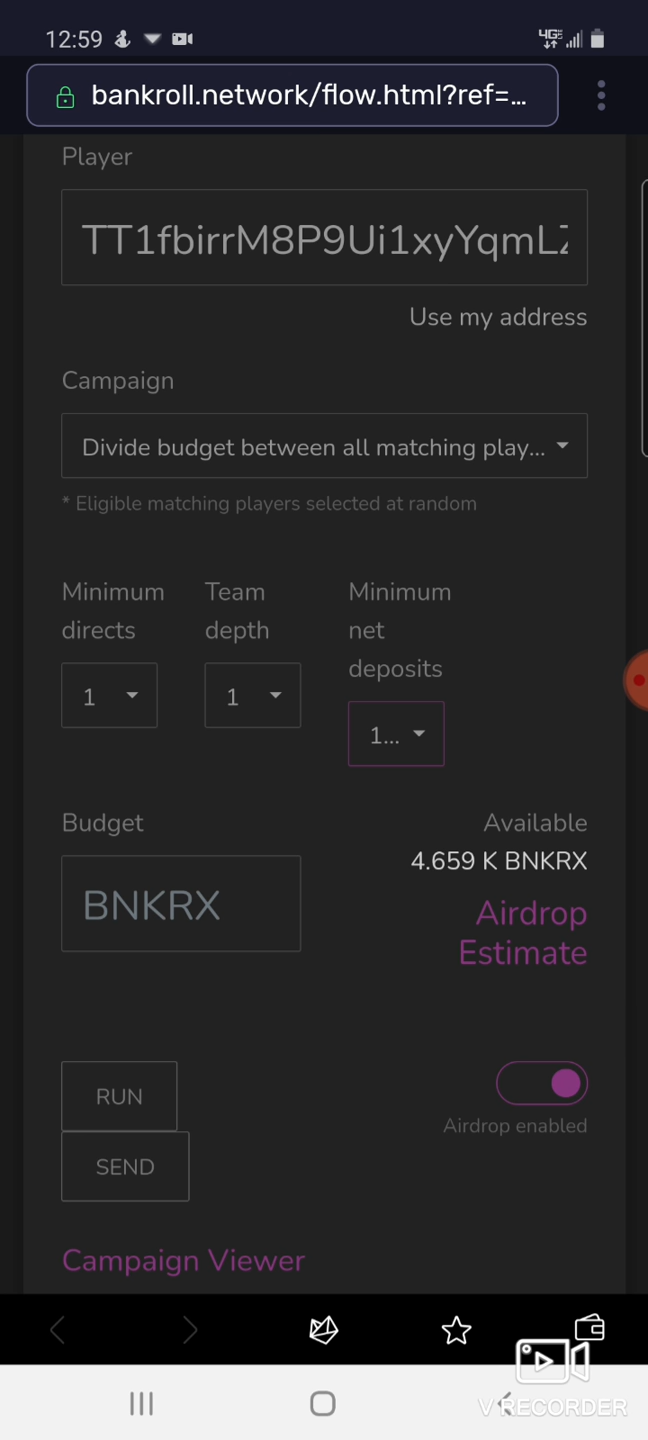 12:59
4G
bankroll.network/flow.html?ref=...
Player
TT1fbirrM8P9Ui1xyYqmLZ
Use my address
Campaign
Divide budget between all matching play...
* Eligible matching players selected at random
Minimum directs
Team depth
Minimum net deposits
1
1
1...
Budget
Available
4.659 K BNKRX
BNKRX
Airdrop
Estimate
RUN
Airdrop enabled
SEND
Campaign Viewer
V RECORDER